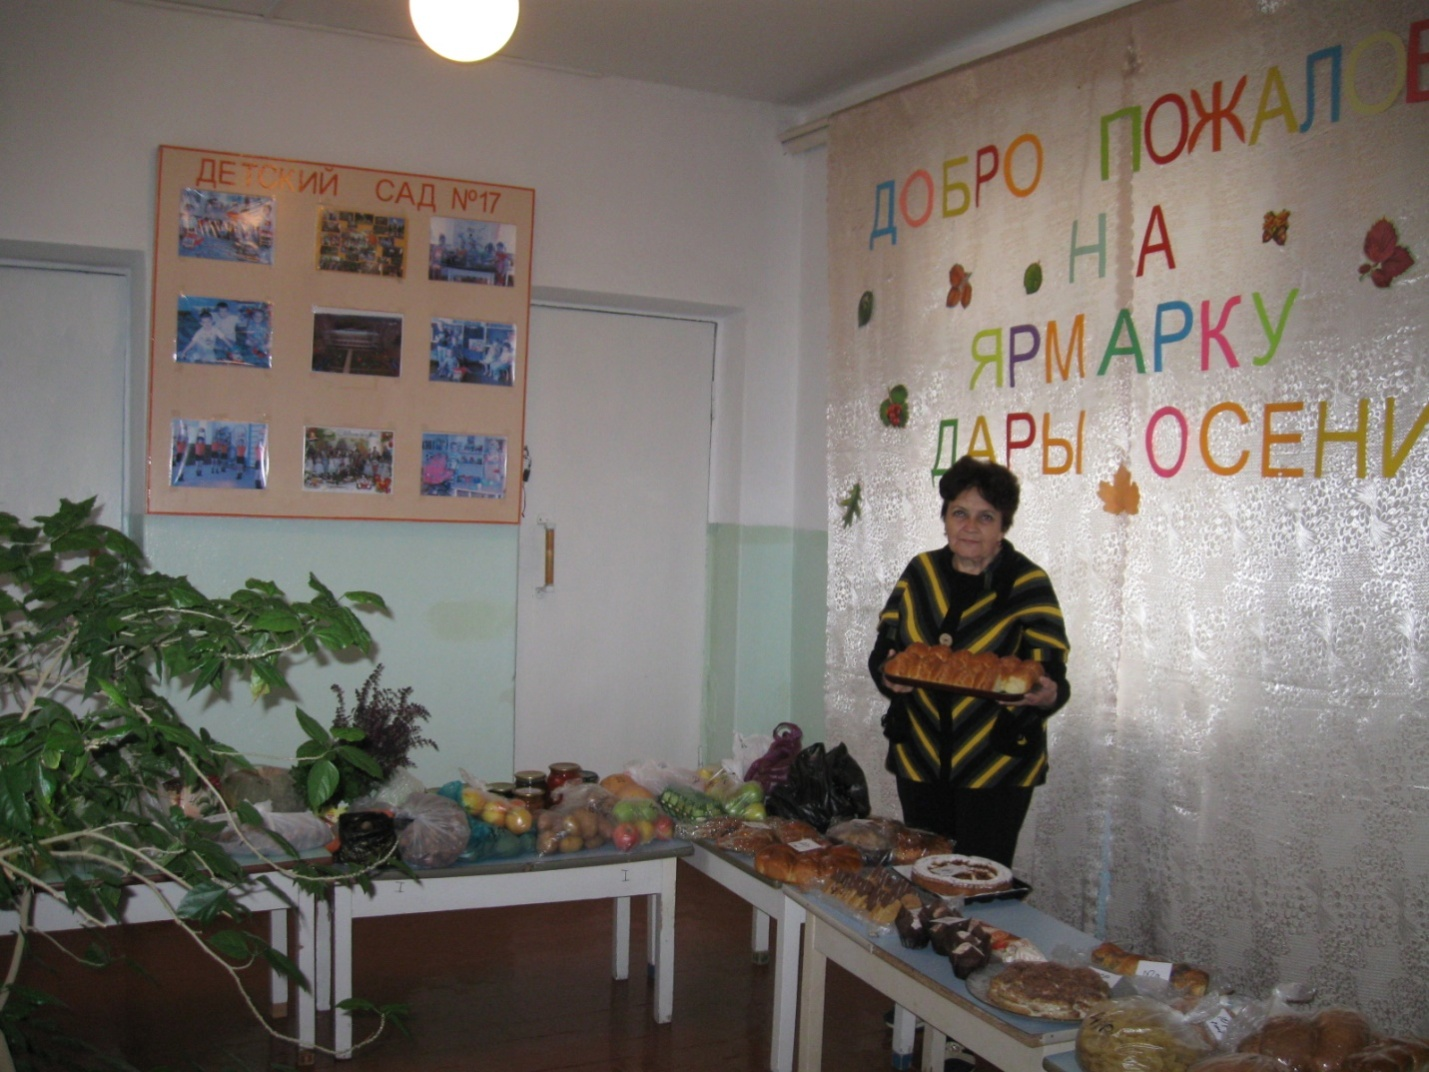 ДЕТСКИЙ САД №17
ДОБРО ПОЖАЛОВ
НА
ЯРМАРКУ
ДАРЫ ОСЕНИ